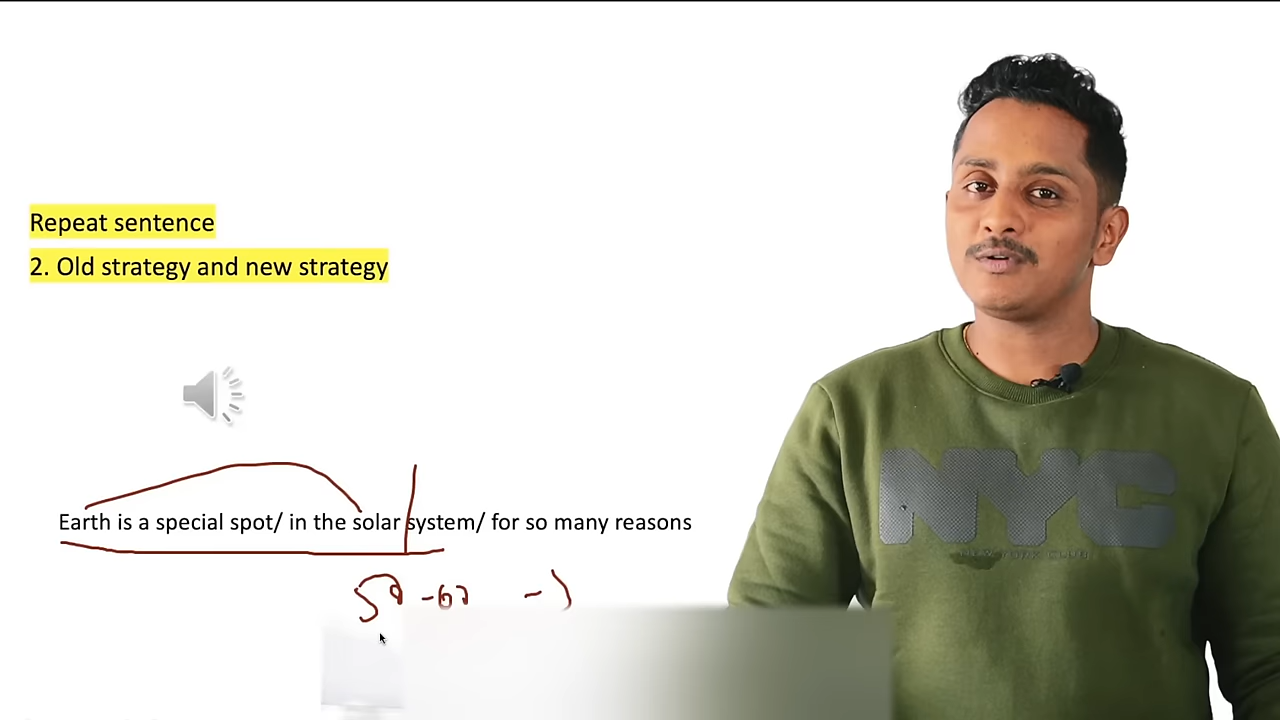 Repeat sentence
2. Old strategy and new strategy
Earth is a special spot/ in the solar system/ for so many reasons
NYC